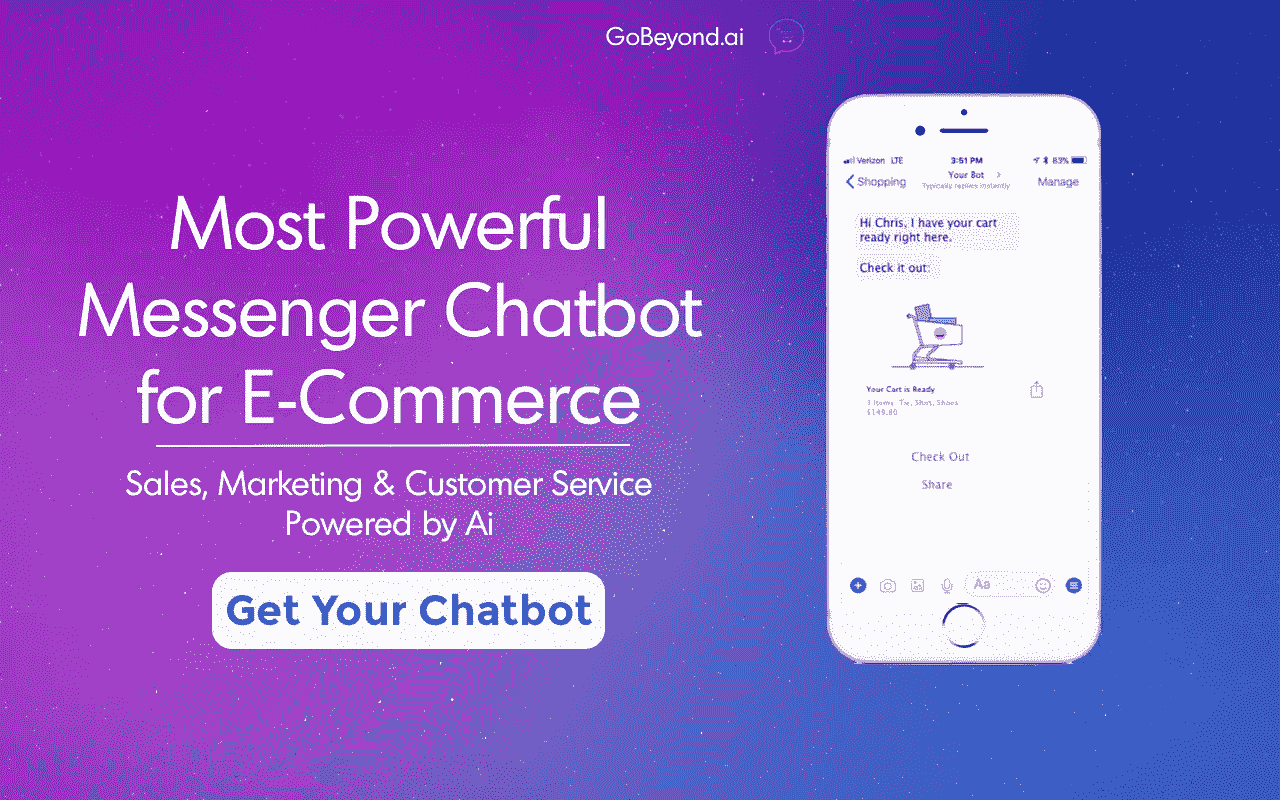 GoBeyond.ai
Most Powerful
Messenger Chatbot
for E-Commerce
Sales, Marketing & Customer Service
Powered by Ai
Get Your Chatbot
Verizon LTE
3:51 PM
83%
Shopping
Your Bot
Typically replies instantly
Manage
Hi Chris, I have your cart
ready right here.
Check it out:
Your Cart is Ready
3 Items Tie, Shirt, Shoes
$149.80
Check Out
Share
Aa